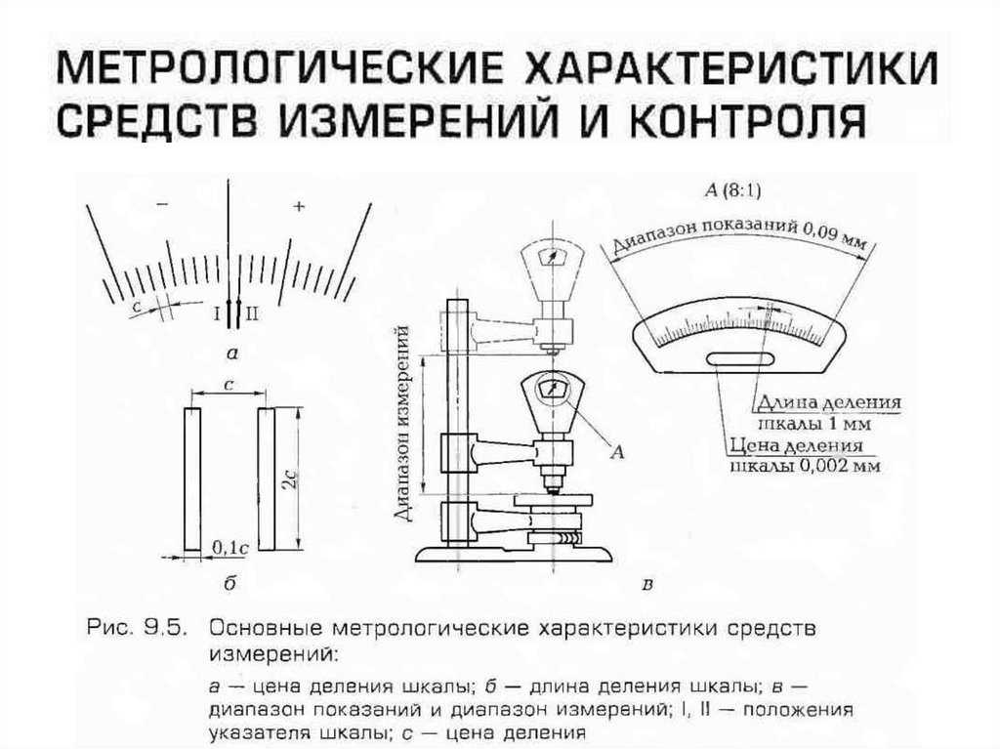 МЕТРОЛОГИЧЕСКИЕ ХАРАКТЕРИСТИКИ
СРЕДСТВ ИЗМЕРЕНИЙ И КОНТРОЛЯ
− +
с
I II
а
с
2с
0,1с
б
Диапазон измерений
А
А (8:1)
Диапазон показаний 0,09 мм
Длина деления
шкалы 1 мм
Цена деления
шкалы 0,002 мм
в
Рис. 9.5. Основные метрологические характеристики средств
измерений:
а — цена деления шкалы; б — длина деления шкалы; в —
диапазон показаний и диапазон измерений; I, II — положения
указателя шкалы; с — цена деления